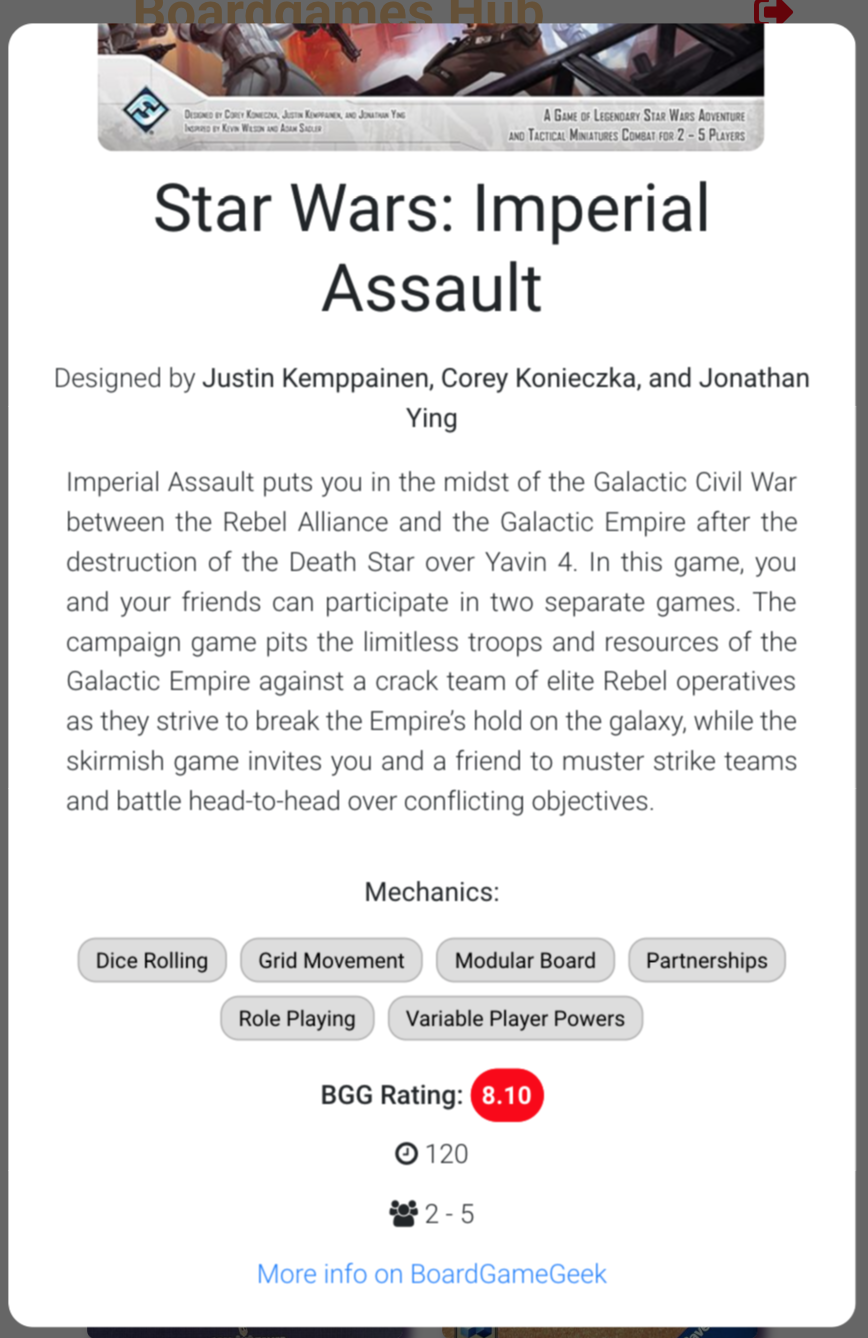 Boardgames Hub
Designed by Corey Konieczka, Justin Kemppainen, and Jonathan Ying
Inspired by Kevin Wilson and Adam Sadler
A Game of Legendary Star Wars Adventure
and Tactical Miniatures Combat for 2 – 5 Players
Star Wars: Imperial
Assault
Designed by Justin Kemppainen, Corey Konieczka, and Jonathan
Ying
Imperial Assault puts you in the midst of the Galactic Civil War
between the Rebel Alliance and the Galactic Empire after the
destruction of the Death Star over Yavin 4. In this game, you
and your friends can participate in two separate games. The
campaign game pits the limitless troops and resources of the
Galactic Empire against a crack team of elite Rebel operatives
as they strive to break the Empire’s hold on the galaxy, while the
skirmish game invites you and a friend to muster strike teams
and battle head-to-head over conflicting objectives.
Mechanics:
Dice Rolling Grid Movement Modular Board Partnerships
Role Playing Variable Player Powers
BGG Rating: 8.10
120
2 - 5
More info on BoardGameGeek